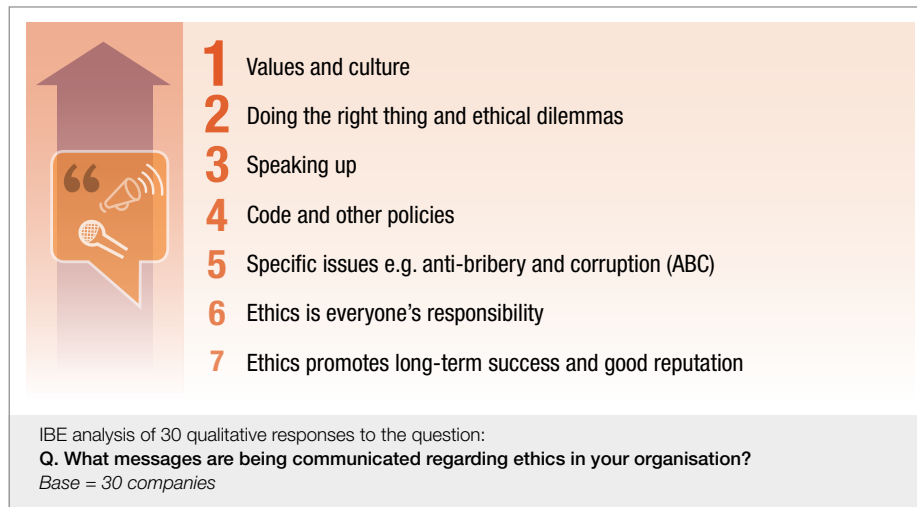 1 Values and culture
2 Doing the right thing and ethical dilemmas
3 Speaking up
4 Code and other policies
5 Specific issues e.g. anti-bribery and corruption (ABC)
6 Ethics is everyone’s responsibility
7 Ethics promotes long-term success and good reputation
IBE analysis of 30 qualitative responses to the question:
Q. What messages are being communicated regarding ethics in your organisation?
Base = 30 companies